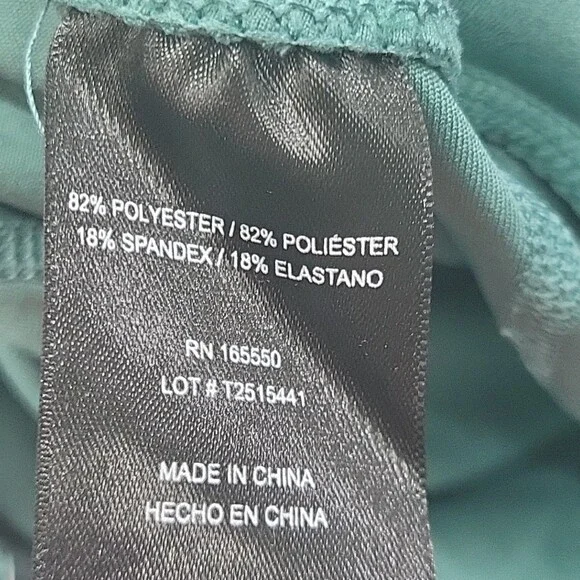 82% POLYESTER / 82% POLIÉSTER
18% SPANDEX / 18% ELASTANO
RN 165550
LOT # T2515441
MADE IN CHINA
HECHO EN CHINA